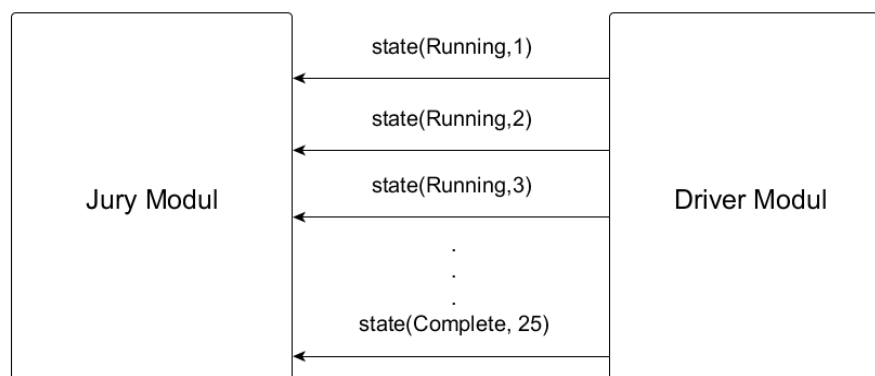 state(Running,1)
state(Running,2)
state(Running,3)
Jury Modul
Driver Modul
.
.
.
state(Complete, 25)